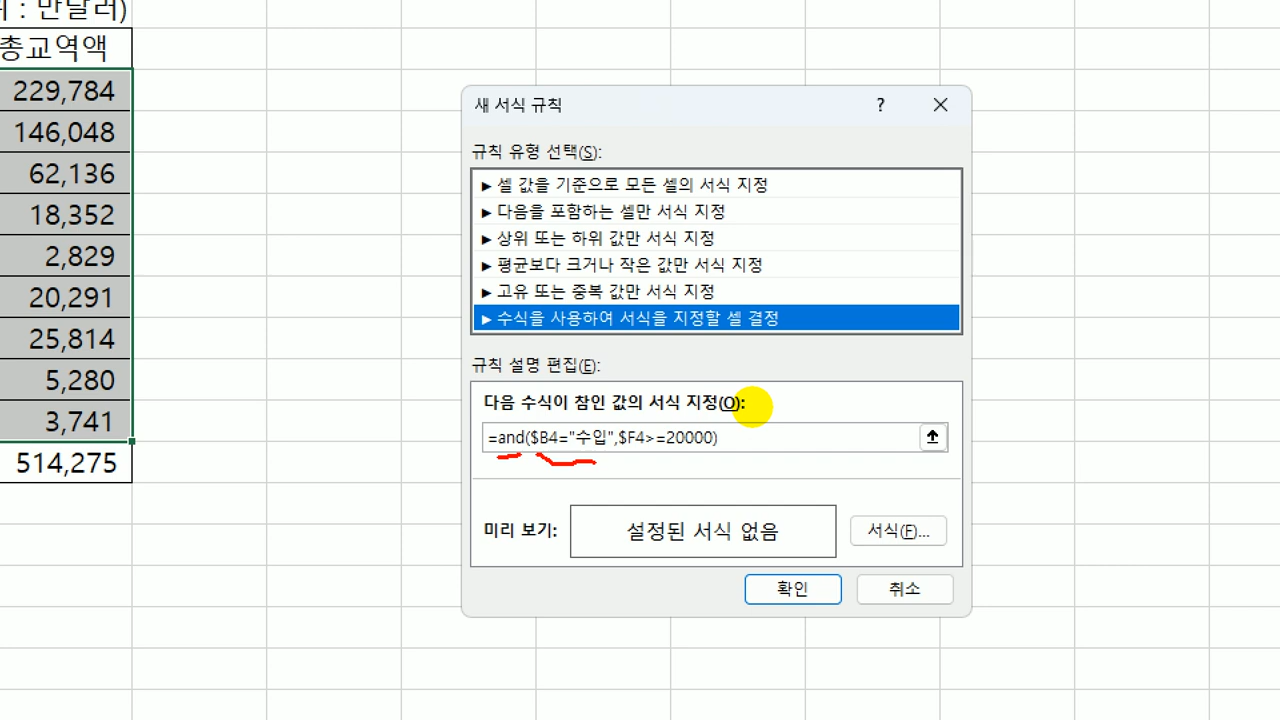 : 만달러)
총교역액
229,784
146,048
62,136
18,352
2,829
20,291
25,814
5,280
3,741
514,275
새 서식 규칙
?
규칙 유형 선택(S):
► 셀 값을 기준으로 모든 셀의 서식 지정
► 다음을 포함하는 셀만 서식 지정
► 상위 또는 하위 값만 서식 지정
► 평균보다 크거나 작은 값만 서식 지정
► 고유 또는 중복 값만 서식 지정
► 수식을 사용하여 서식을 지정할 셀 결정
규칙 설명 편집(E):
다음 수식이 참인 값의 서식 지정(O):
=and($B4="수입",$F4>=20000)
미리 보기:
설정된 서식 없음
서식(F)...
확인
취소